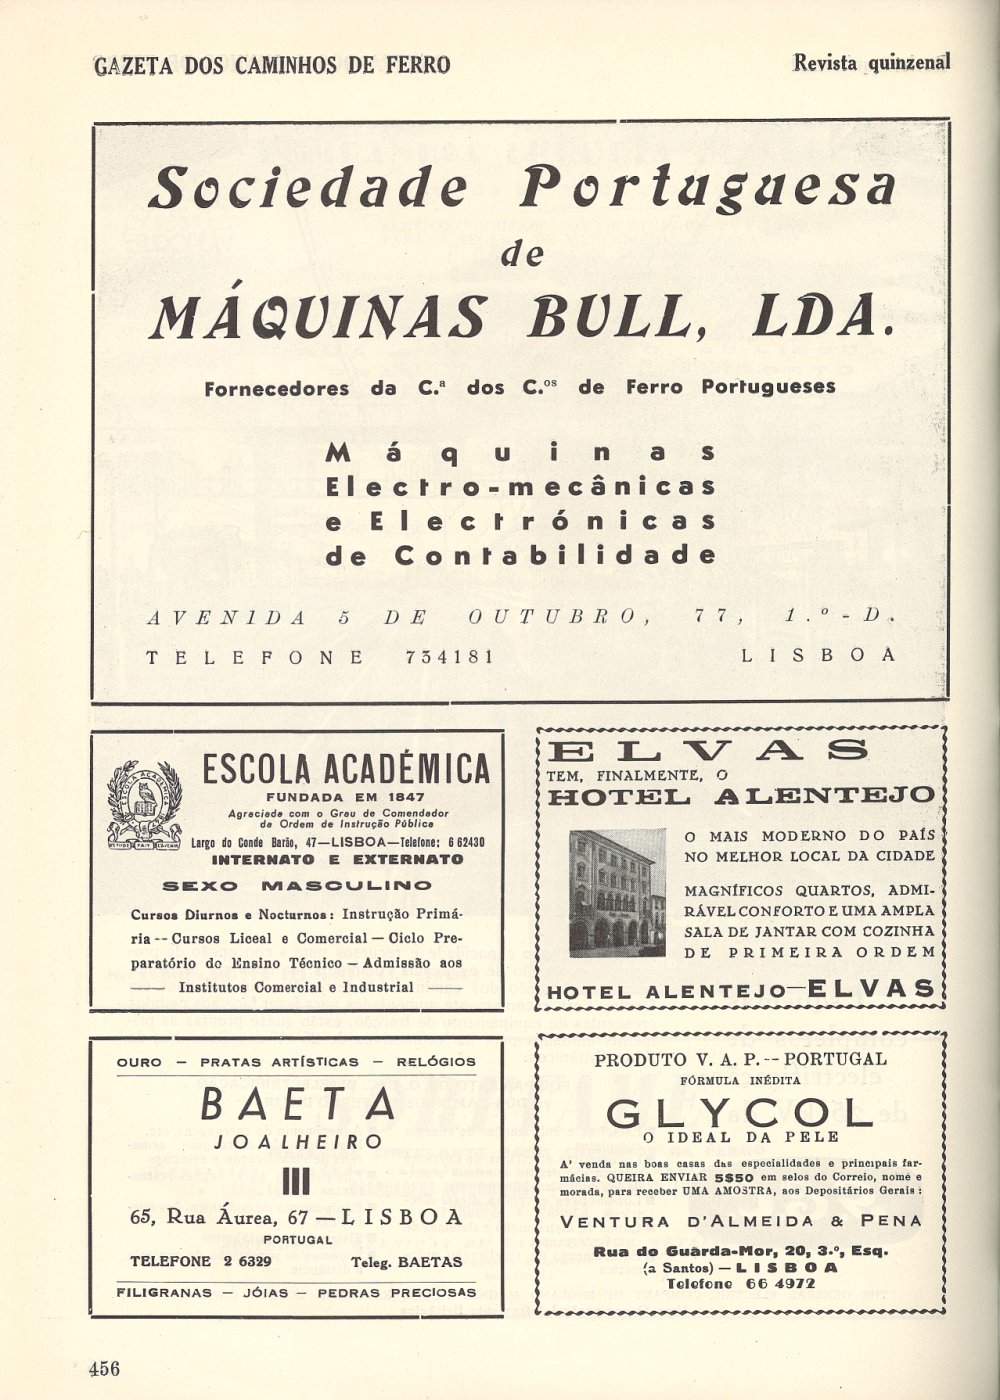 GAZETA DOS CAMINHOS DE FERRO
Revista quinzenal
Sociedade Portuguesa
de
MÁQUINAS BULL, LDA.
Fornecedores da C.ª dos C.ºˢ de Ferro Portugueses
Máquinas
Electro-mecânicas
e Electrónicas
de Contabilidade
AVENIDA 5 DE OUTUBRO, 77, 1.º-D.
TELEFONE 734181 LISBOA
ESCOLA ACADÉMICA
FUNDADA EM 1847
Agraciada com o Grau de Comendador
da Ordem de Instrução Pública
Largo do Conde Barão, 47—LISBOA—Telefone: 6 62430
INTERNATO E EXTERNATO
SEXO MASCULINO
Cursos Diurnos e Nocturnos: Instrução Primá-
ria -- Cursos Liceal e Comercial — Ciclo Pre-
paratório do Ensino Técnico — Admissão aos
Institutos Comercial e Industrial
ELVAS
TEM, FINALMENTE, O
HOTEL ALENTEJO
O MAIS MODERNO DO PAÍS
NO MELHOR LOCAL DA CIDADE
MAGNÍFICOS QUARTOS, ADMI-
RÁVEL CONFORTO E UMA AMPLA
SALA DE JANTAR COM COZINHA
DE PRIMEIRA ORDEM
HOTEL ALENTEJO—ELVAS
OURO — PRATAS ARTÍSTICAS — RELÓGIOS
BAETA
JOALHEIRO
65, Rua Áurea, 67 — LISBOA
PORTUGAL
TELEFONE 2 6329 Teleg. BAETAS
FILIGRANAS — JÓIAS — PEDRAS PRECIOSAS
PRODUTO V. A. P. -- PORTUGAL
FÓRMULA INÉDITA
GLYCOL
O IDEAL DA PELE
A' venda nas boas casas das especialidades e principais far-
mácias. QUEIRA ENVIAR 5$50 em selos do Correio, nome e
morada, para receber UMA AMOSTRA, aos Depositários Gerais:
VENTURA D'ALMEIDA & PENA
Rua do Guarda-Mor, 20, 3.º, Esq.
(a Santos) — LISBOA
Telefone 66 4972
456